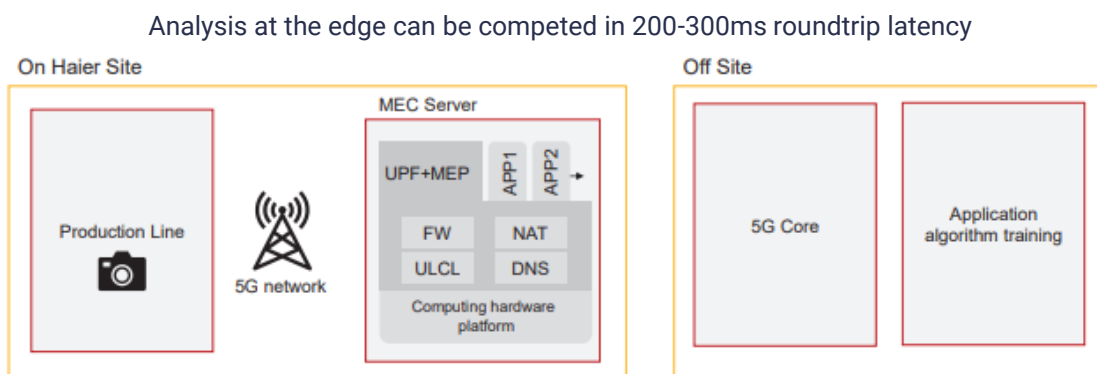 Analysis at the edge can be competed in 200-300ms roundtrip latency
On Haier Site
Off Site
MEC Server
Production Line
5G network
UPF+MEP
APP1
APP2
FW
NAT
ULCL
DNS
Computing hardware
platform
5G Core
Application
algorithm training